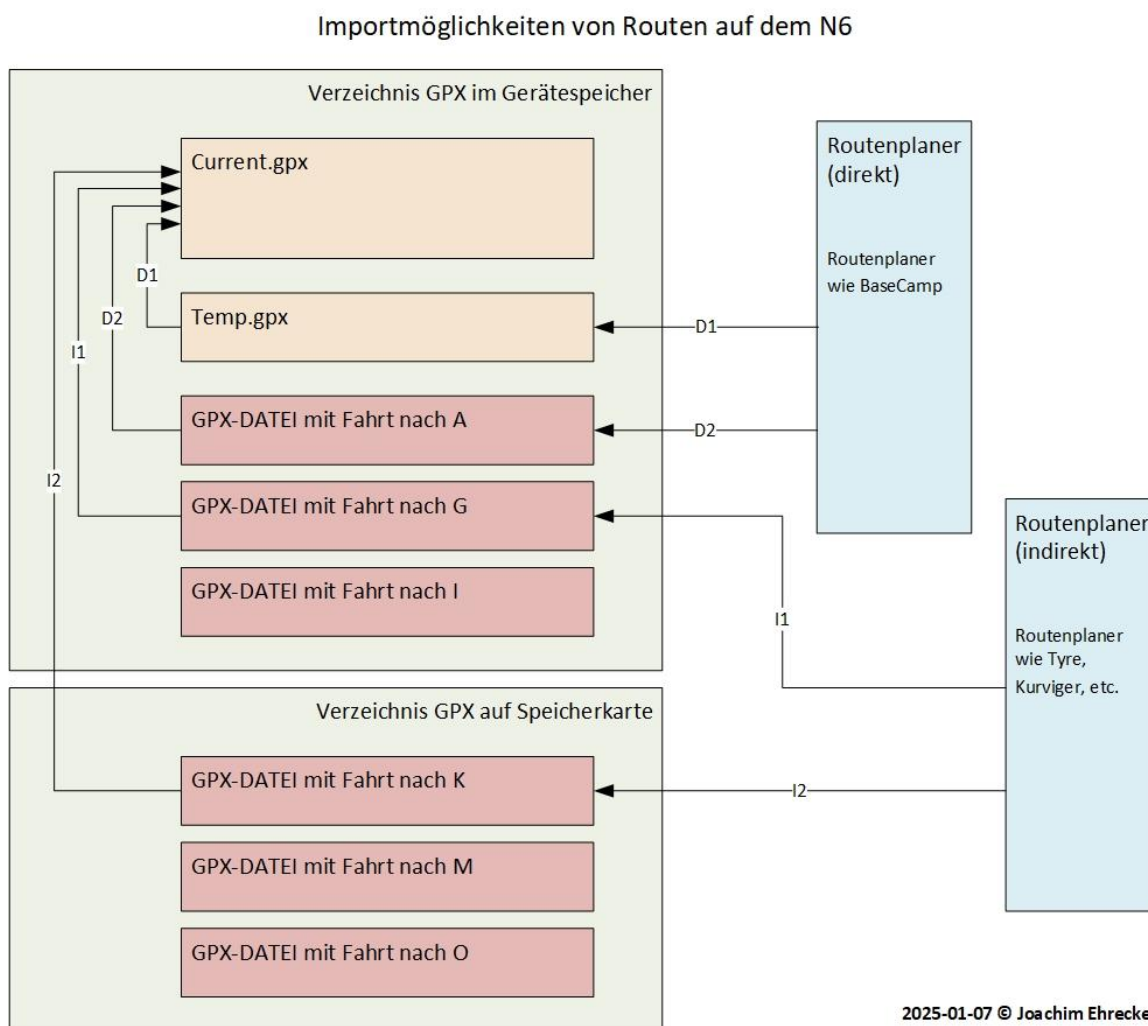 Importmöglichkeiten von Routen auf dem N6
Verzeichnis GPX im Gerätespeicher
Current.gpx
Temp.gpx
GPX-DATEI mit Fahrt nach A
GPX-DATEI mit Fahrt nach G
GPX-DATEI mit Fahrt nach I
D1
D2
I1
I2
D1
D2
I1
I2
Routenplaner
(direkt)
Routenplaner
wie BaseCamp
Routenplaner
(indirekt)
Routenplaner
wie Tyre,
Kurviger, etc.
Verzeichnis GPX auf Speicherkarte
GPX-DATEI mit Fahrt nach K
GPX-DATEI mit Fahrt nach M
GPX-DATEI mit Fahrt nach O
2025-01-07 © Joachim Ehrecke